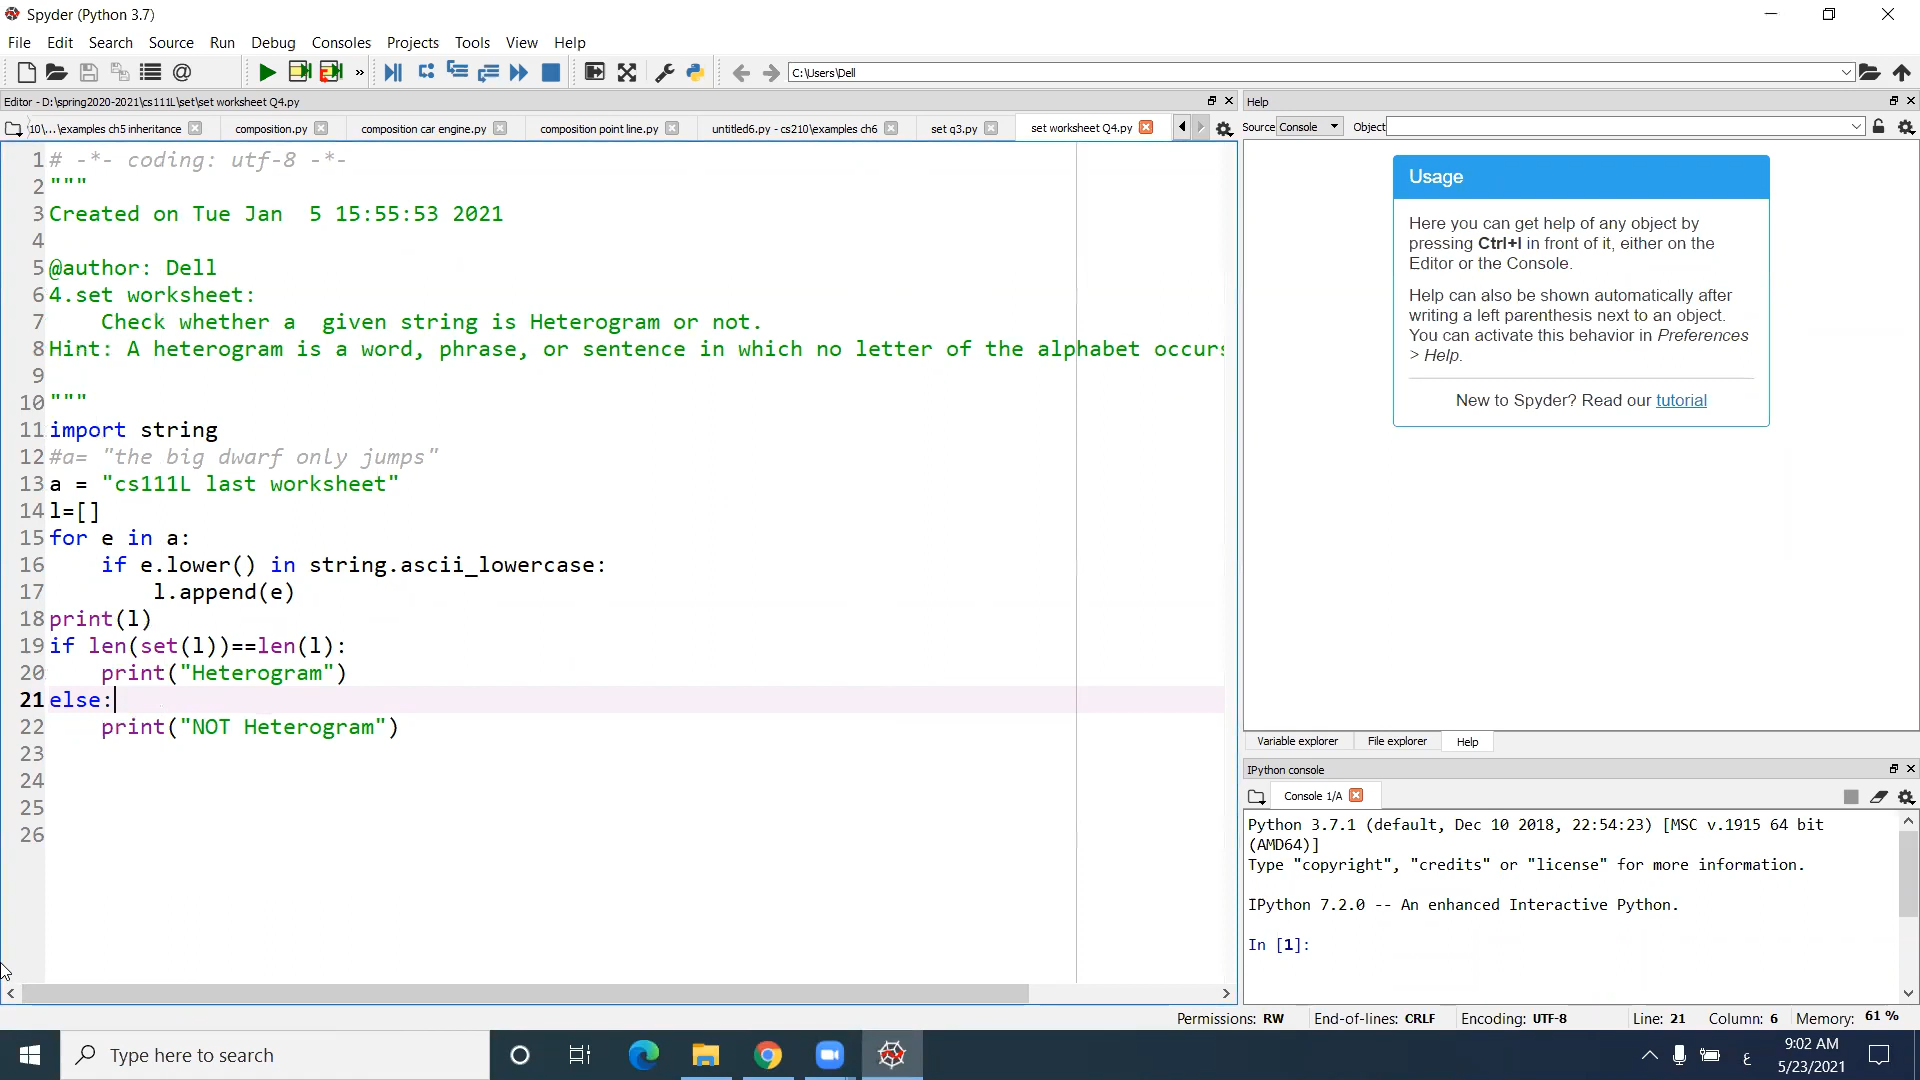 Spyder (Python 3.7)
File Edit Search Source Run Debug Consoles Projects Tools View Help
C:\Users\Dell
Editor - D:\spring2020-2021\cs111L\set\set worksheet Q4.py
10\...\examples ch5 inheritance composition.py composition car engine.py composition point line.py untitled6.py - cs210\examples ch6 set q3.py set worksheet Q4.py
1 # -*- coding: utf-8 -*-
2 """
3 Created on Tue Jan  5 15:55:53 2021
4
5 @author: Dell
6 4.set worksheet:
7     Check whether a  given string is Heterogram or not.
8 Hint: A heterogram is a word, phrase, or sentence in which no letter of the alphabet occurs
9
10 """
11 import string
12 #a= "the big dwarf only jumps"
13 a = "cs111L last worksheet"
14 l=[]
15 for e in a:
16     if e.lower() in string.ascii_lowercase:
17         l.append(e)
18 print(l)
19 if len(set(l))==len(l):
20     print("Heterogram")
21 else:
22     print("NOT Heterogram")
23
24
25
26
Help
Source Console Object
Usage
Here you can get help of any object by
pressing Ctrl+I in front of it, either on the
Editor or the Console.
Help can also be shown automatically after
writing a left parenthesis next to an object.
You can activate this behavior in Preferences
> Help.
New to Spyder? Read our tutorial
Variable explorer File explorer Help
IPython console
Console 1/A
Python 3.7.1 (default, Dec 10 2018, 22:54:23) [MSC v.1915 64 bit
(AMD64)]
Type "copyright", "credits" or "license" for more information.
IPython 7.2.0 -- An enhanced Interactive Python.
In [1]:
Permissions: RW End-of-lines: CRLF Encoding: UTF-8 Line: 21 Column: 6 Memory: 61 %
Type here to search
ع
9:02 AM
5/23/2021